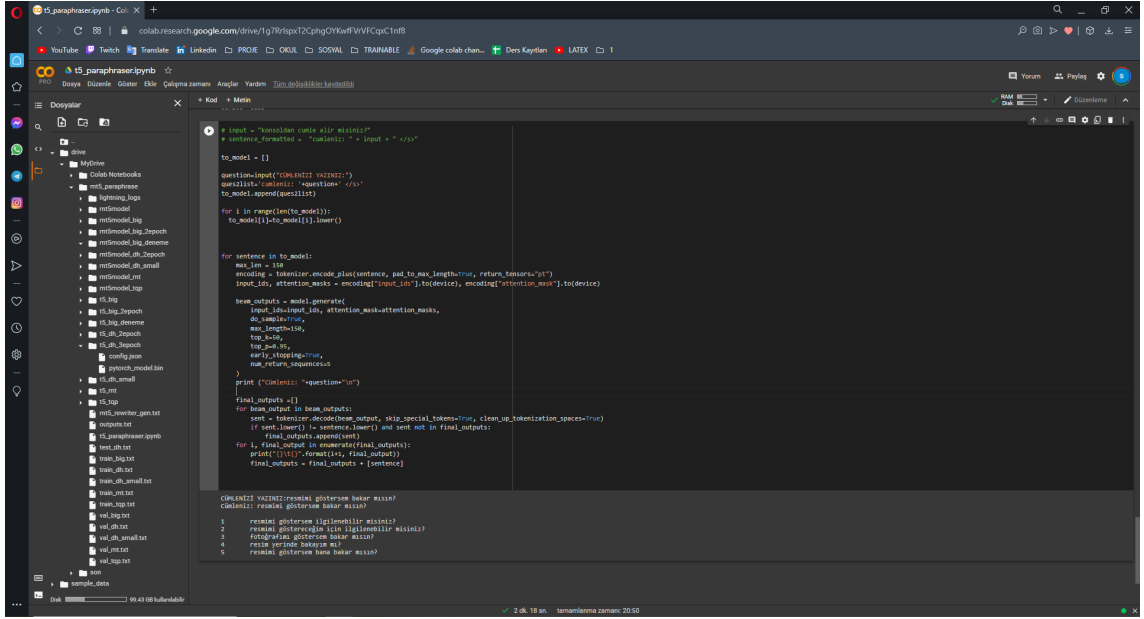 t5_paraphraser.ipynb - Col
colab.research.google.com/drive/1g7RrlspxT2CphgOYKwfFVrVFCqxC1nf8
YouTube Twitch Translate Linkedin PROJE OKUL SOSYAL TRAINABLE Google colab chan... Ders Kayıtları LATEX 1
CO PRO
t5_paraphraser.ipynb
Dosya Düzenle Göster Ekle Çalışma zamanı Araçlar Yardım Tüm değişiklikler kaydedildi
Yorum Paylaş S
Dosyalar
+ Kod + Metin
RAM
Disk
Düzenleme
..
drive
MyDrive
Colab Notebooks
mt5_paraphrase
lightning_logs
mt5model
mt5model_big
mt5model_big_2epoch
mt5model_big_deneme
mt5model_dh_2epoch
mt5model_dh_small
mt5model_mt
mt5model_tqp
t5_big
t5_big_2epoch
t5_big_deneme
t5_dh_2epoch
t5_dh_3epoch
config.json
pytorch_model.bin
t5_dh_small
t5_mt
t5_tqp
mt5_rewriter_gen.txt
outputs.txt
t5_paraphraser.ipynb
test_dh.txt
train_big.txt
train_dh.txt
train_dh_small.txt
train_mt.txt
train_tqp.txt
val_big.txt
val_dh.txt
val_dh_small.txt
val_mt.txt
val_tqp.txt
son
sample_data
Disk 99.43 GB kullanılabilir
# input = "konsoldan cumle alir misiniz?"
# sentence_formatted = "cumleniz: " + input + " </s>"
to_model = []
question=input("CÜMLENİZİ YAZINIZ:")
ques2list='cumleniz: '+question+' </s>'
to_model.append(ques2list)
for i in range(len(to_model)):
to_model[i]=to_model[i].lower()
for sentence in to_model:
max_len = 150
encoding = tokenizer.encode_plus(sentence, pad_to_max_length=True, return_tensors="pt")
input_ids, attention_masks = encoding["input_ids"].to(device), encoding["attention_mask"].to(device)
beam_outputs = model.generate(
input_ids=input_ids, attention_mask=attention_masks,
do_sample=True,
max_length=150,
top_k=50,
top_p=0.95,
early_stopping=True,
num_return_sequences=5
)
print ("Cümleniz: "+question+"\n")
final_outputs =[]
for beam_output in beam_outputs:
sent = tokenizer.decode(beam_output, skip_special_tokens=True, clean_up_tokenization_spaces=True)
if sent.lower() != sentence.lower() and sent not in final_outputs:
final_outputs.append(sent)
for i, final_output in enumerate(final_outputs):
print("{}\t{}".format(i+1, final_output))
final_outputs = final_outputs + [sentence]
CÜMLENİZİ YAZINIZ:resmimi göstersem bakar mısın?
Cümleniz: resmimi göstersem bakar mısın?
1 resmimi göstersem ilgilenebilir misiniz?
2 resmimi göstereceğim için ilgilenebilir misiniz?
3 fotoğrafımı göstersem bakar mısın?
4 resim yerinde bakayım mı?
5 resmimi göstersem bana bakar mısın?
2 dk. 18 sn. tamamlanma zamanı: 20:50